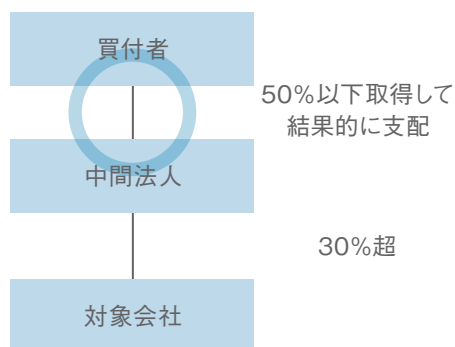 買付者
50%以下取得して
結果的に支配
中間法人
30%超
対象会社